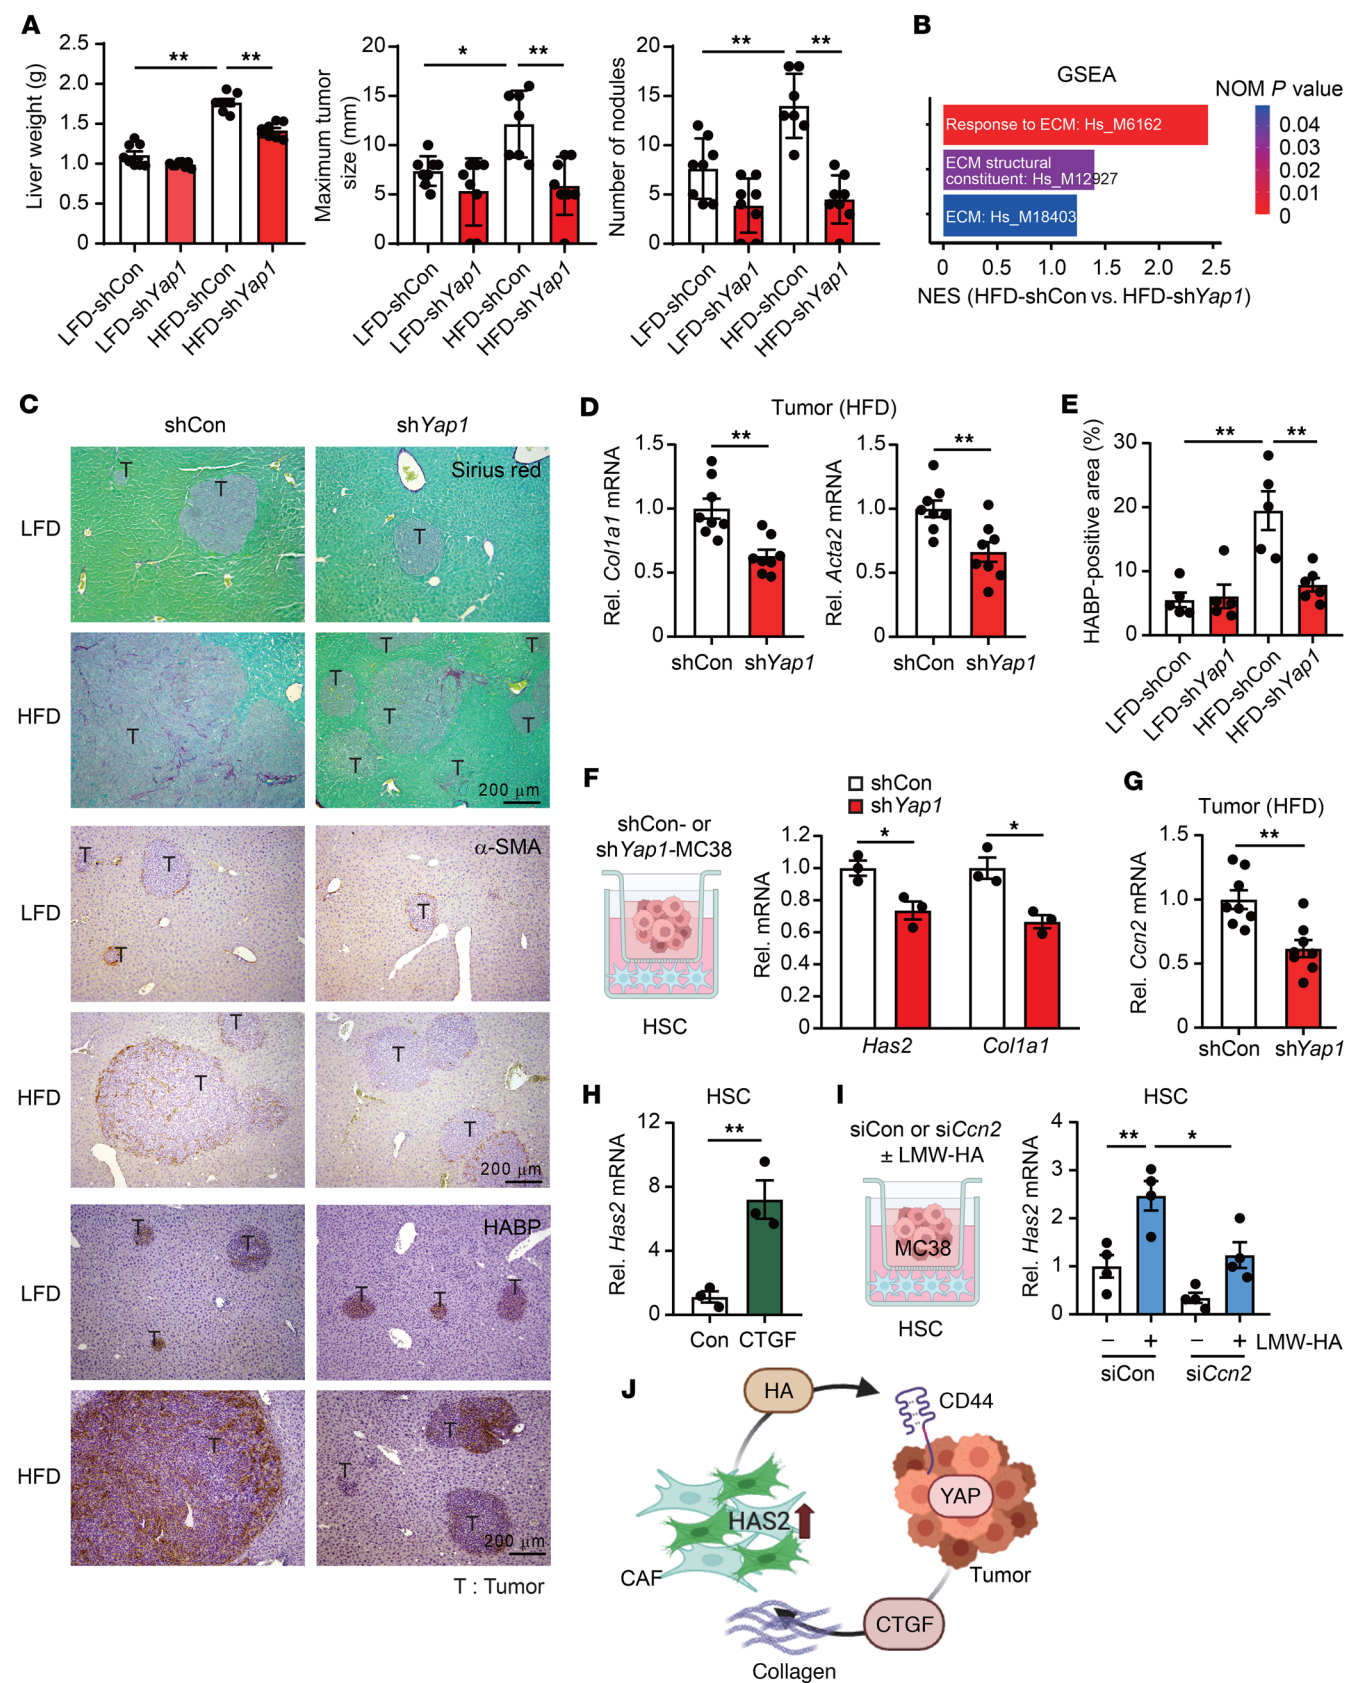 A
Liver weight (g)
2.5
2.0
1.5
1.0
0.5
0
**
**
LFD-shCon
LFD-shYap1
HFD-shCon
HFD-shYap1
Maximum tumor
size (mm)
20
15
10
5
0
*
**
LFD-shCon
LFD-shYap1
HFD-shCon
HFD-shYap1
Number of nodules
20
15
10
5
0
**
**
LFD-shCon
LFD-shYap1
HFD-shCon
HFD-shYap1
B
GSEA
Response to ECM: Hs_M6162
ECM structural
constituent: Hs_M12927
ECM: Hs_M18403
0 0.5 1.0 1.5 2.0 2.5
NES (HFD-shCon vs. HFD-shYap1)
NOM P value
0.04
0.03
0.02
0.01
0
C
shCon shYap1
LFD
T
T
Sirius red
T
HFD
T
T
T
T
T
T
T
T
200 μm
LFD
T
T
T
α-SMA
T
HFD
T
T
T
T
200 μm
LFD
T
T
T
HABP
T
T
T
HFD
T
T
T
T
200 μm
T : Tumor
D
Tumor (HFD)
Rel. Col1a1 mRNA
1.5
1.0
0.5
0
**
shCon shYap1
Rel. Acta2 mRNA
1.5
1.0
0.5
0
**
shCon shYap1
E
HABP-positive area (%)
30
20
10
0
**
**
LFD-shCon
LFD-shYap1
HFD-shCon
HFD-shYap1
F
shCon- or
shYap1-MC38
HSC
shCon
shYap1
Rel. mRNA
1.2
1.0
0.8
0.6
0.4
0.2
0
*
*
Has2 Col1a1
G
Tumor (HFD)
Rel. Ccn2 mRNA
1.5
1.0
0.5
0
**
shCon shYap1
H
HSC
Rel. Has2 mRNA
12
8
4
0
**
Con CTGF
I
siCon or siCcn2
± LMW-HA
MC38
HSC
HSC
Rel. Has2 mRNA
4
3
2
1
0
**
*
− + − + LMW-HA
siCon siCcn2
J
HA
CD44
YAP
HAS2
CAF
Tumor
CTGF
Collagen